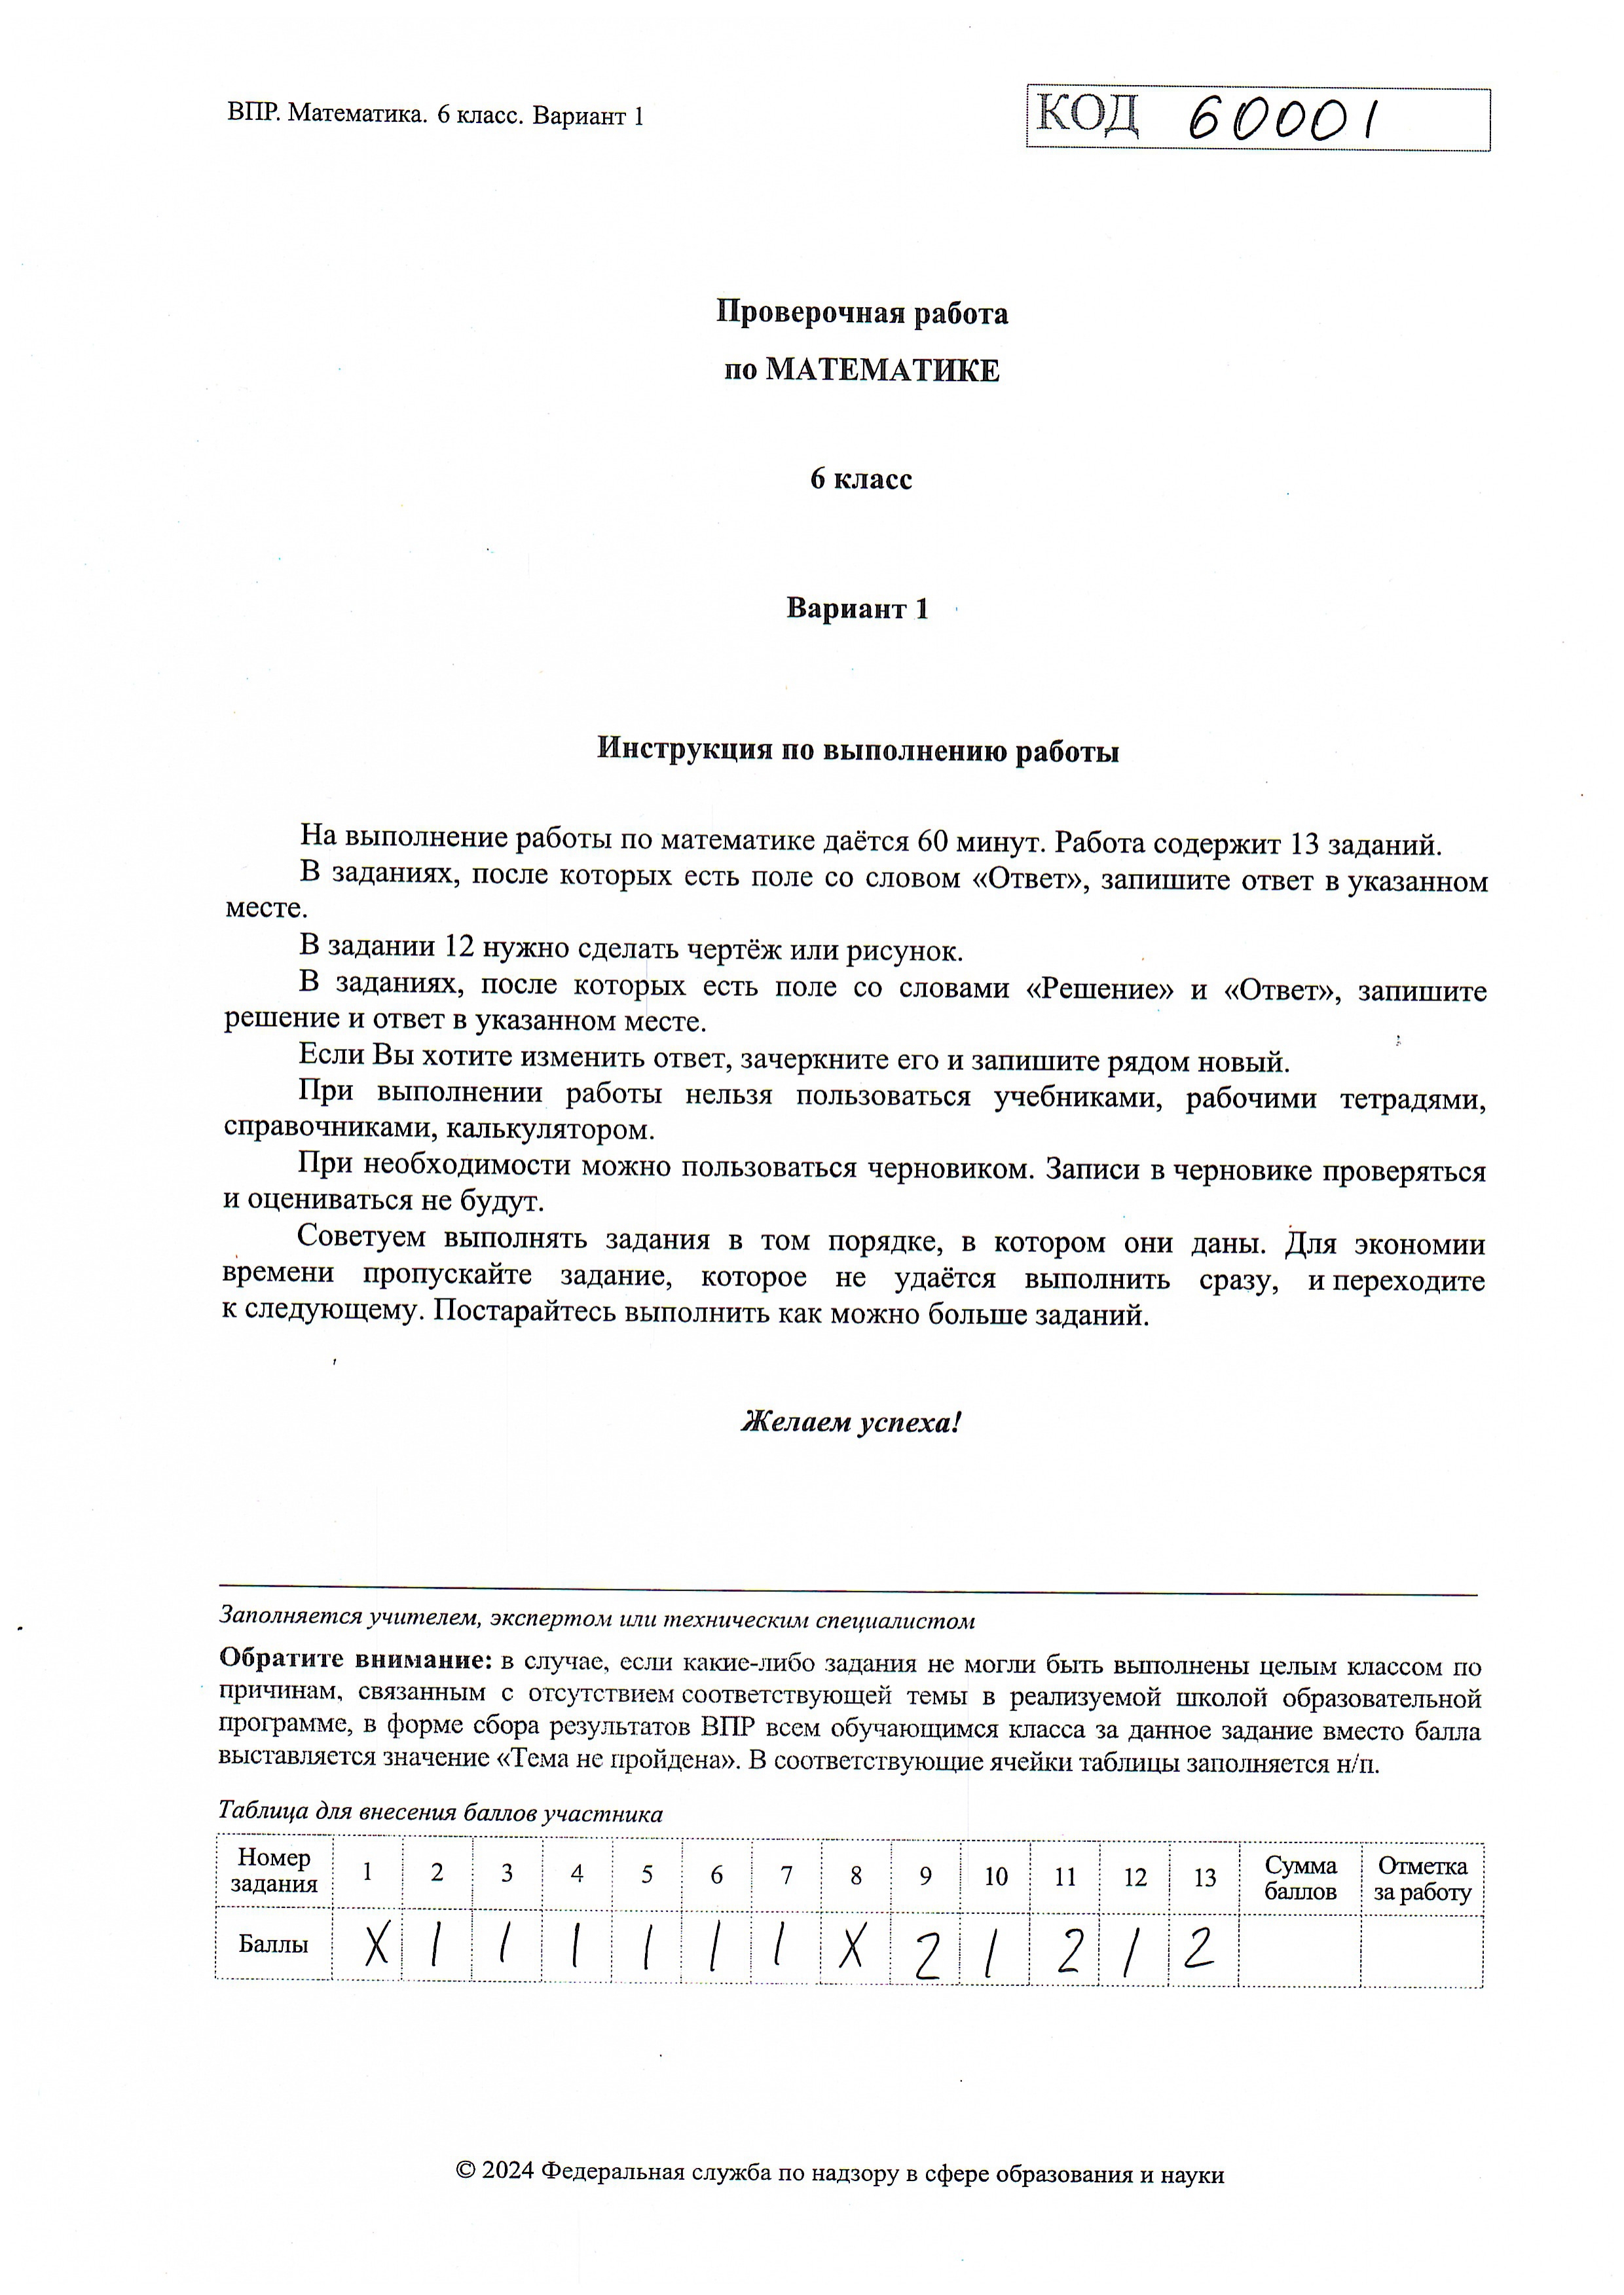 ВПР. Математика. 6 класс. Вариант 1
КОД 60001
Проверочная работа
по МАТЕМАТИКЕ
6 класс
Вариант 1
Инструкция по выполнению работы
На выполнение работы по математике даётся 60 минут. Работа содержит 13 заданий.
В заданиях, после которых есть поле со словом «Ответ», запишите ответ в указанном
месте.
В задании 12 нужно сделать чертёж или рисунок.
В заданиях, после которых есть поле со словами «Решение» и «Ответ», запишите
решение и ответ в указанном месте.
Если Вы хотите изменить ответ, зачеркните его и запишите рядом новый.
При выполнении работы нельзя пользоваться учебниками, рабочими тетрадями,
справочниками, калькулятором.
При необходимости можно пользоваться черновиком. Записи в черновике проверяться
и оцениваться не будут.
Советуем выполнять задания в том порядке, в котором они даны. Для экономии
времени пропускайте задание, которое не удаётся выполнить сразу, и переходите
к следующему. Постарайтесь выполнить как можно больше заданий.
Желаем успеха!
Заполняется учителем, экспертом или техническим специалистом
Обратите внимание: в случае, если какие-либо задания не могли быть выполнены целым классом по
причинам, связанным с отсутствием соответствующей темы в реализуемой школой образовательной
программе, в форме сбора результатов ВПР всем обучающимся класса за данное задание вместо балла
выставляется значение «Тема не пройдена». В соответствующие ячейки таблицы заполняется н/п.
Таблица для внесения баллов участника
Номер задания 1 2 3 4 5 6 7 8 9 10 11 12 13 Сумма баллов Отметка за работу
Баллы X 1 1 1 1 1 1 X 2 1 2 1 2
© 2024 Федеральная служба по надзору в сфере образования и науки